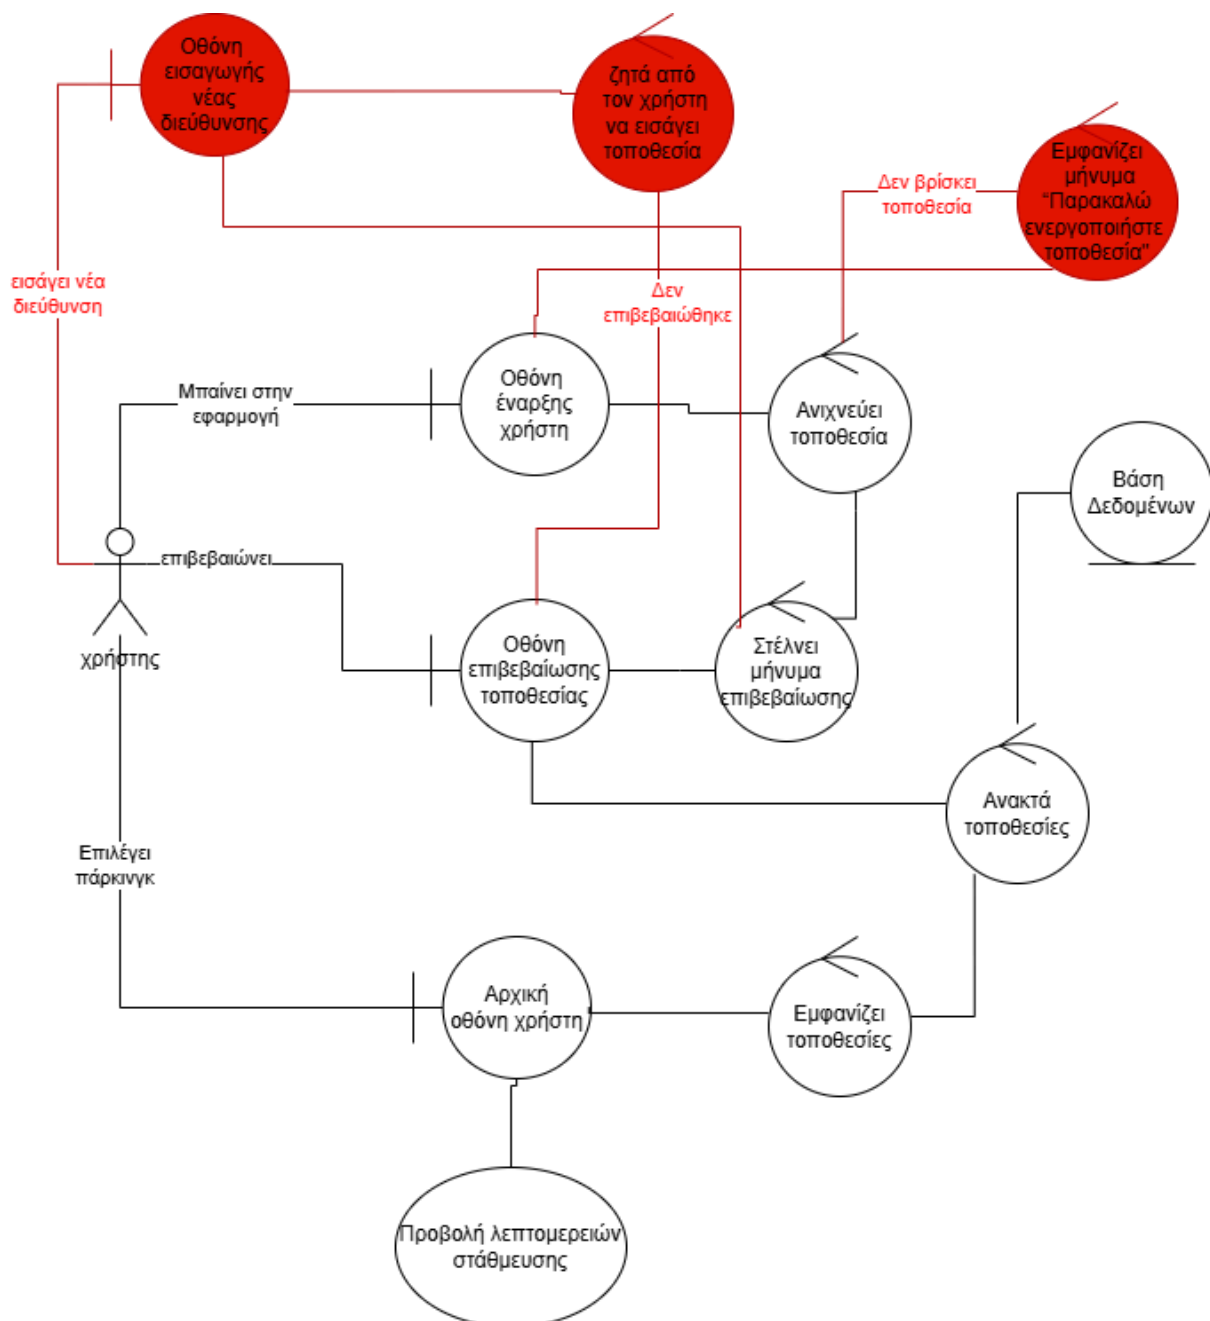 Οθόνη
εισαγωγής
νέας
διεύθυνσης
ζητά από
τον χρήστη
να εισάγει
τοποθεσία
Εμφανίζει
μήνυμα
“Παρακαλώ
ενεργοποιήστε
τοποθεσία"
Δεν βρίσκει
τοποθεσία
εισάγει νέα
διεύθυνση
Δεν
επιβεβαιώθηκε
Μπαίνει στην
εφαρμογή
Οθόνη
έναρξης
χρήστη
Ανιχνεύει
τοποθεσία
Βάση
Δεδομένων
επιβεβαιώνει
χρήστης
Οθόνη
επιβεβαίωσης
τοποθεσίας
Στέλνει
μήνυμα
επιβεβαίωσης
Ανακτά
τοποθεσίες
Επιλέγει
πάρκινγκ
Αρχική
οθόνη χρήστη
Εμφανίζει
τοποθεσίες
Προβολή λεπτομερειών
στάθμευσης